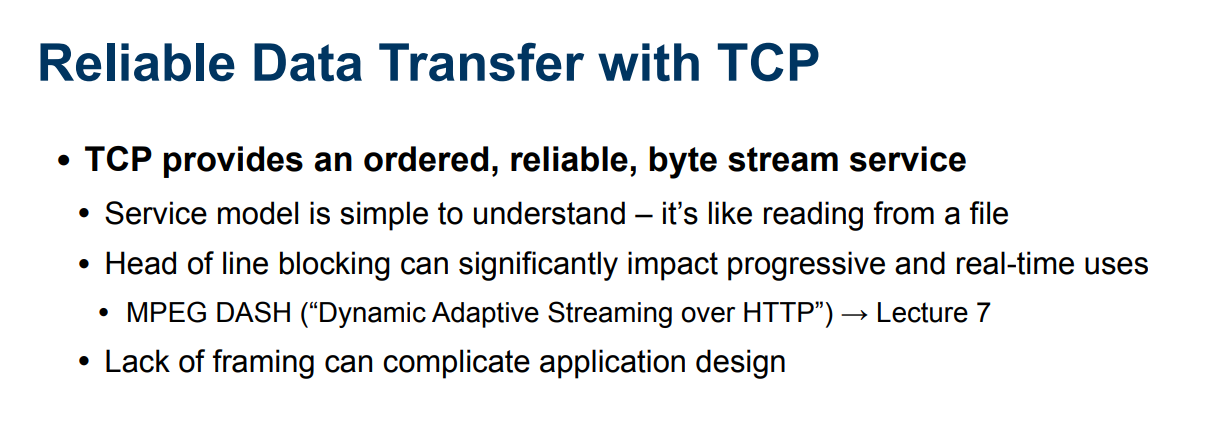 Reliable Data Transfer with TCP
• TCP provides an ordered, reliable, byte stream service
• Service model is simple to understand – it’s like reading from a file
• Head of line blocking can significantly impact progressive and real-time uses
• MPEG DASH (“Dynamic Adaptive Streaming over HTTP”) → Lecture 7
• Lack of framing can complicate application design